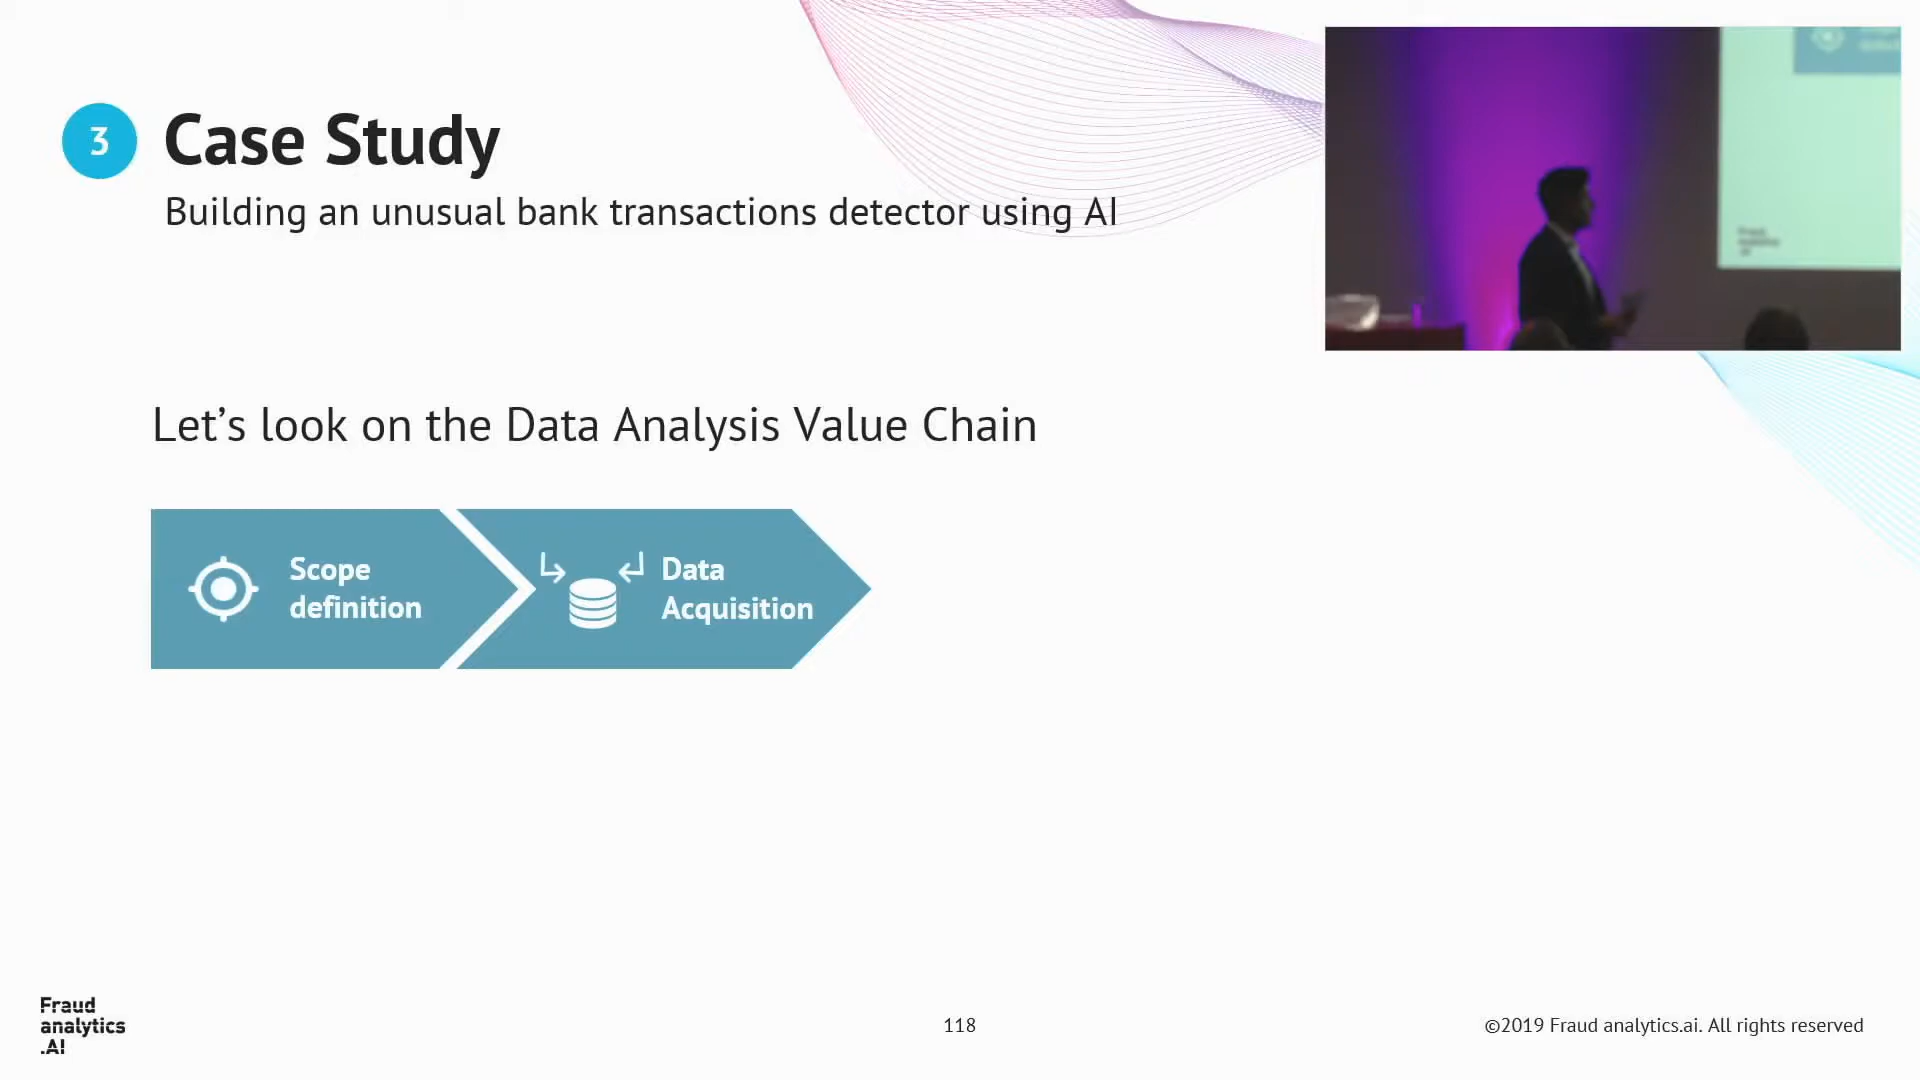 3
Case Study
Building an unusual bank transactions detector using AI
Let’s look on the Data Analysis Value Chain
Scope
definition
Data
Acquisition
Fraud
analytics
.AI
118
©2019 Fraud analytics.ai. All rights reserved